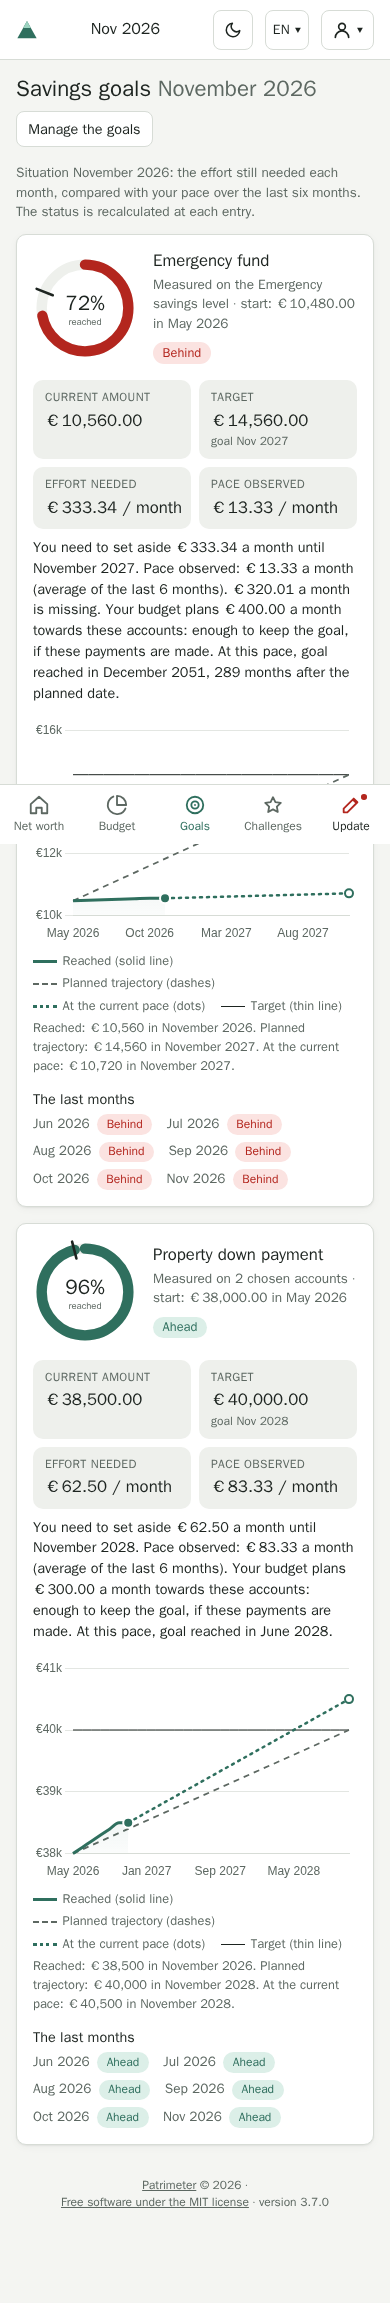 Nov 2026
EN ▾
▾
Savings goals November 2026
Manage the goals
Situation November 2026: the effort still needed each
month, compared with your pace over the last six months.
The status is recalculated at each entry.
72%
reached
Emergency fund
Measured on the Emergency
savings level · start: €10,480.00
in May 2026
Behind
CURRENT AMOUNT
€10,560.00
TARGET
€14,560.00
goal Nov 2027
EFFORT NEEDED
€333.34 / month
PACE OBSERVED
€13.33 / month
You need to set aside €333.34 a month until
November 2027. Pace observed: €13.33 a month
(average of the last 6 months). €320.01 a month
is missing. Your budget plans €400.00 a month
towards these accounts: enough to keep the goal,
if these payments are made. At this pace, goal
reached in December 2051, 289 months after the
planned date.
€16k
Net worth
Budget
Goals
Challenges
Update
€12k
€10k
May 2026
Oct 2026
Mar 2027
Aug 2027
Reached (solid line)
Planned trajectory (dashes)
At the current pace (dots)
Target (thin line)
Reached: €10,560 in November 2026. Planned
trajectory: €14,560 in November 2027. At the current
pace: €10,720 in November 2027.
The last months
Jun 2026 Behind Jul 2026 Behind
Aug 2026 Behind Sep 2026 Behind
Oct 2026 Behind Nov 2026 Behind
96%
reached
Property down payment
Measured on 2 chosen accounts ·
start: €38,000.00 in May 2026
Ahead
CURRENT AMOUNT
€38,500.00
TARGET
€40,000.00
goal Nov 2028
EFFORT NEEDED
€62.50 / month
PACE OBSERVED
€83.33 / month
You need to set aside €62.50 a month until
November 2028. Pace observed: €83.33 a month
(average of the last 6 months). Your budget plans
€300.00 a month towards these accounts:
enough to keep the goal, if these payments are
made. At this pace, goal reached in June 2028.
€41k
€40k
€39k
€38k
May 2026
Jan 2027
Sep 2027
May 2028
Reached (solid line)
Planned trajectory (dashes)
At the current pace (dots)
Target (thin line)
Reached: €38,500 in November 2026. Planned
trajectory: €40,000 in November 2028. At the current
pace: €40,500 in November 2028.
The last months
Jun 2026 Ahead Jul 2026 Ahead
Aug 2026 Ahead Sep 2026 Ahead
Oct 2026 Ahead Nov 2026 Ahead
Patrimeter © 2026 ·
Free software under the MIT license · version 3.7.0